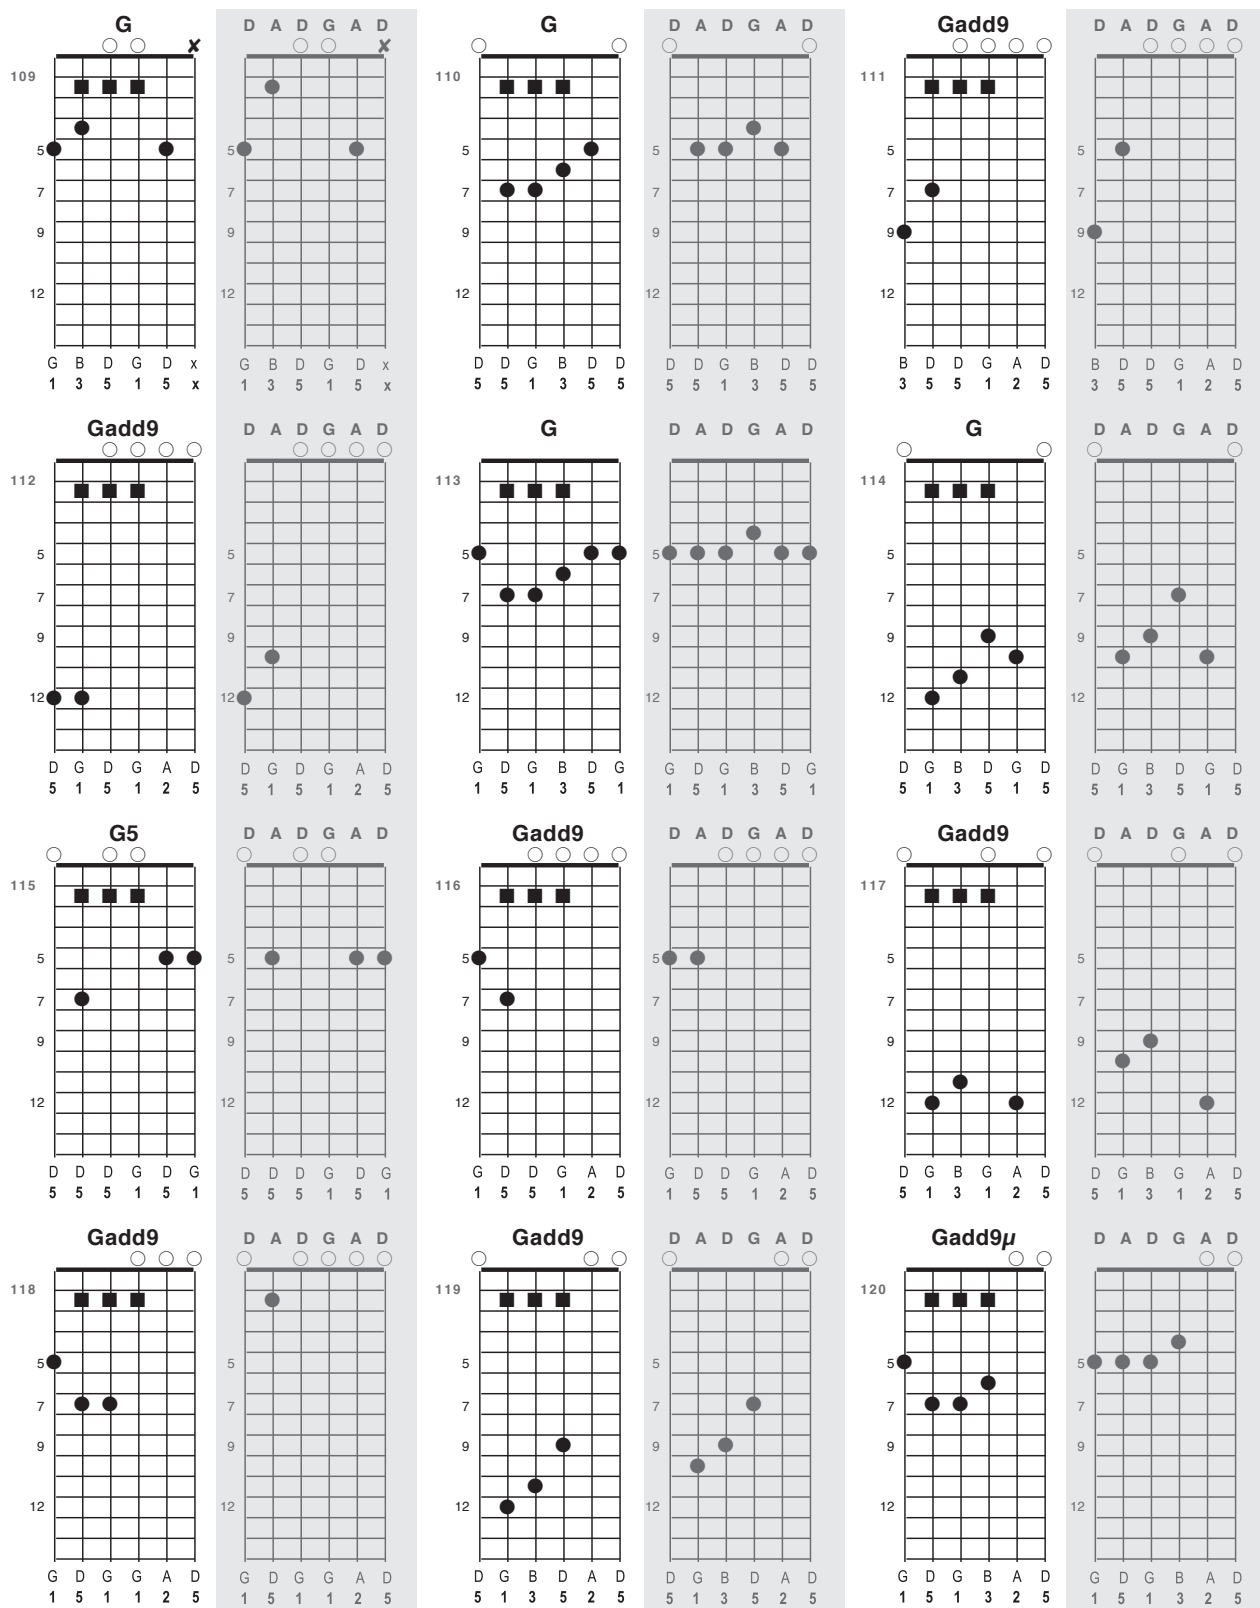 G D A D G A D G D A D G A D Gadd9 D A D G A D
✘ ✘
109 110 111
5 5 5 5 5 5
7 7 7 7 7 7
9 9 9 9 9 9
12 12 12 12 12 12
G B D G D x G B D G D x D D G B D D D D G B D D B D D G A D B D D G A D
1 3 5 1 5 x 1 3 5 1 5 x 5 5 1 3 5 5 5 5 1 3 5 5 3 5 5 1 2 5 3 5 5 1 2 5
Gadd9 D A D G A D G D A D G A D G D A D G A D
112 113 114
5 5 5 5 5 5
7 7 7 7 7 7
9 9 9 9 9 9
12 12 12 12 12 12
D G D G A D D G D G A D G D G B D G G D G B D G D G B D G D D G B D G D
5 1 5 1 2 5 5 1 5 1 2 5 1 5 1 3 5 1 1 5 1 3 5 1 5 1 3 5 1 5 5 1 3 5 1 5
G5 D A D G A D Gadd9 D A D G A D Gadd9 D A D G A D
115 116 117
5 5 5 5 5 5
7 7 7 7 7 7
9 9 9 9 9 9
12 12 12 12 12 12
D D D G D G D D D G D G G D D G A D G D D G A D D G B G A D D G B G A D
5 5 5 1 5 1 5 5 5 1 5 1 1 5 5 1 2 5 1 5 5 1 2 5 5 1 3 1 2 5 5 1 3 1 2 5
Gadd9 D A D G A D Gadd9 D A D G A D Gadd9µ D A D G A D
118 119 120
5 5 5 5 5 5
7 7 7 7 7 7
9 9 9 9 9 9
12 12 12 12 12 12
G D G G A D G D G G A D D G B D A D D G B D A D G D G B A D G D G B A D
1 5 1 1 2 5 1 5 1 1 2 5 5 1 3 5 2 5 5 1 3 5 2 5 1 5 1 3 2 5 1 5 1 3 2 5